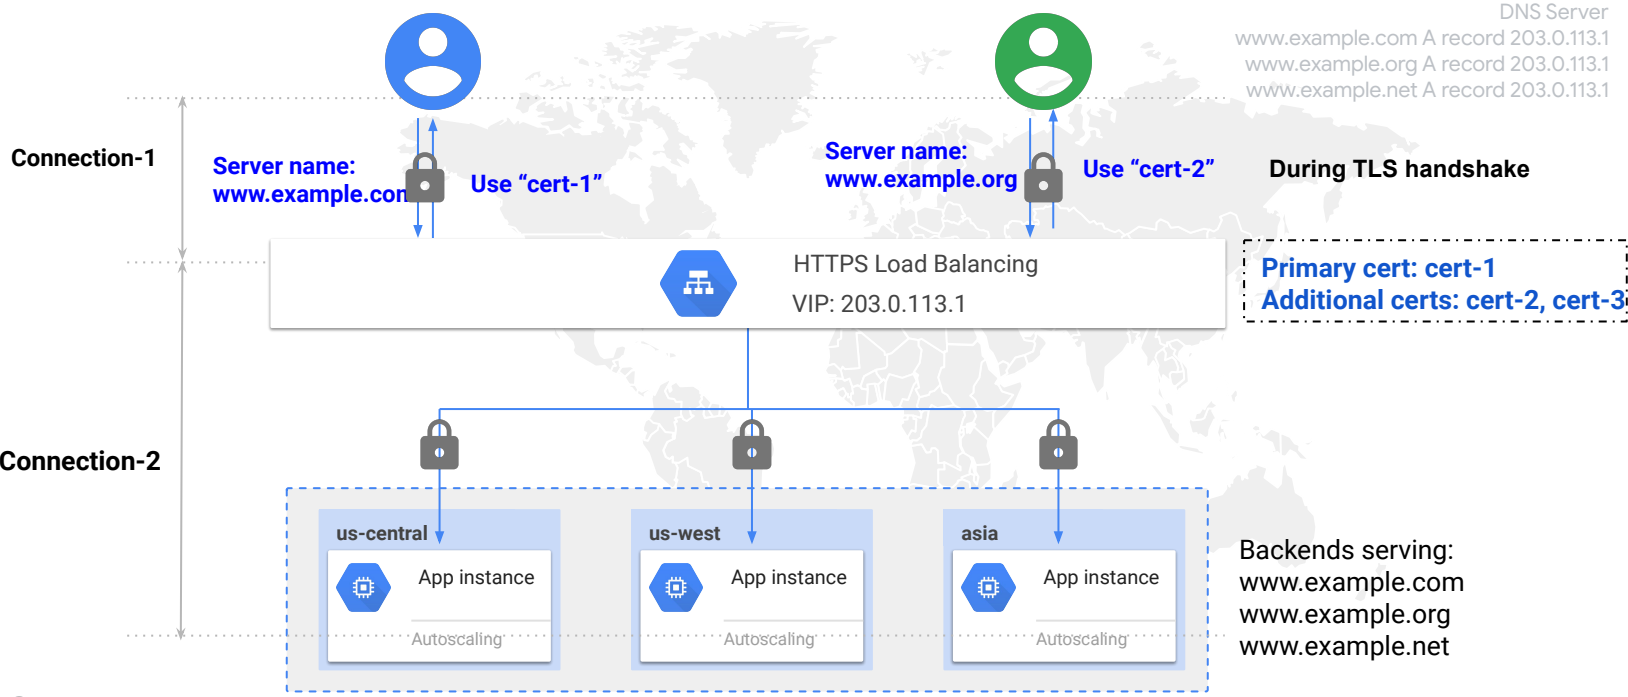 DNS Server
www.example.com A record 203.0.113.1
www.example.org A record 203.0.113.1
www.example.net A record 203.0.113.1
Connection-1
Server name:
www.example.com
Use “cert-1”
Server name:
www.example.org
Use “cert-2”
During TLS handshake
HTTPS Load Balancing
VIP: 203.0.113.1
Primary cert: cert-1
Additional certs: cert-2, cert-3
Connection-2
us-central
App instance
Autoscaling
us-west
App instance
Autoscaling
asia
App instance
Autoscaling
Backends serving:
www.example.com
www.example.org
www.example.net